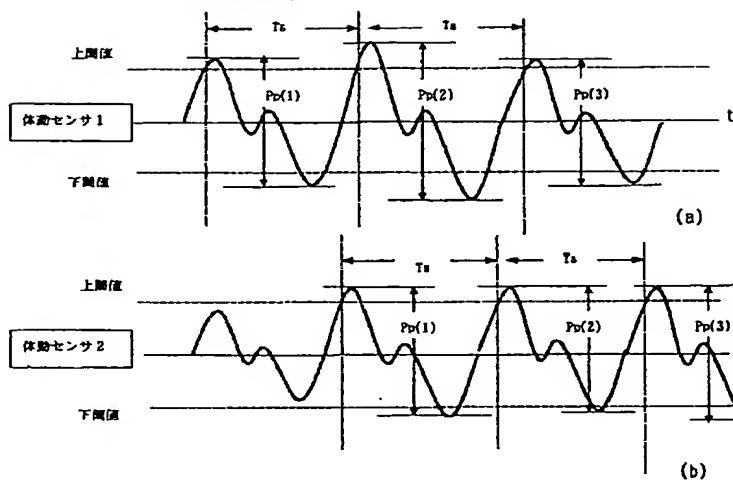 Ts
Ts
上閾値
Pp(1)
Pp(2)
Pp(3)
体動センサ1
t
下閾値
(a)
Ts
Ts
上閾値
Pp(1)
Pp(2)
Pp(3)
体動センサ2
下閾値
(b)